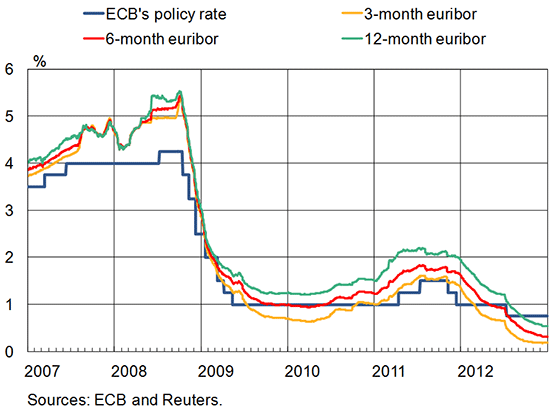 ECB's policy rate
3-month euribor
6-month euribor
12-month euribor
%
6
5
4
3
2
1
0
2007 2008 2009 2010 2011 2012
Sources: ECB and Reuters.